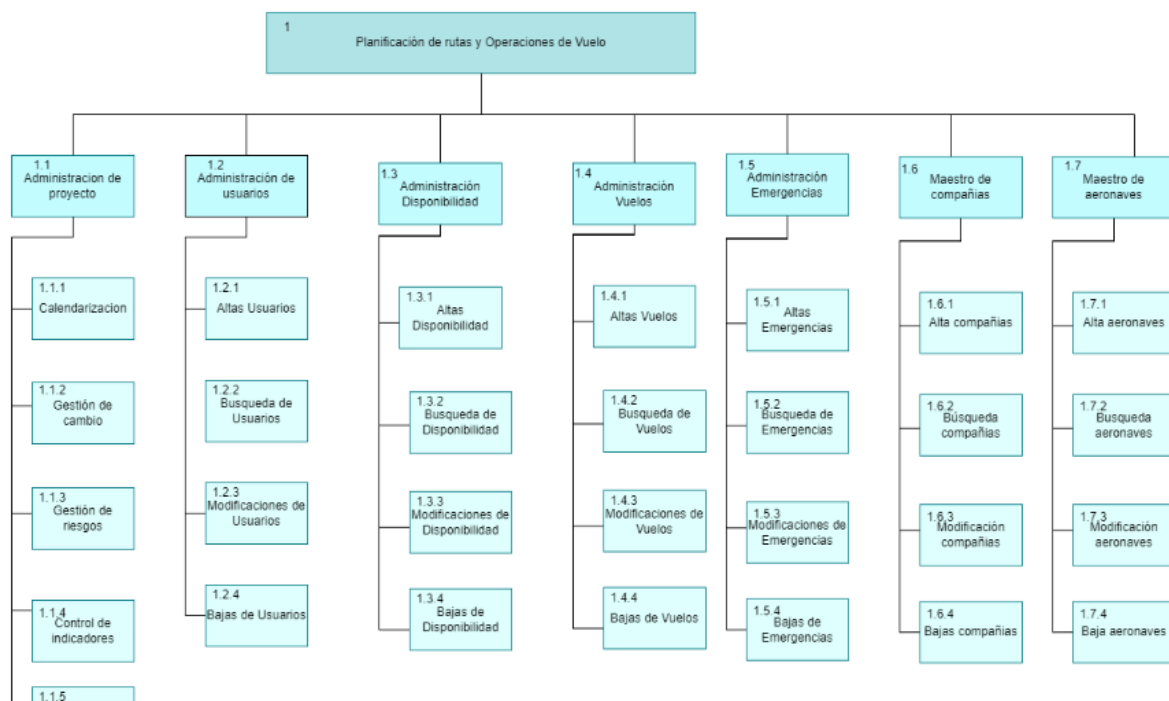 1
Planificación de rutas y Operaciones de Vuelo
1.1
Administracion de
proyecto
1.2
Administración de
usuarios
1.3
Administración
Disponibilidad
1.4
Administración
Vuelos
1.5
Administración
Emergencias
1.6
Maestro de
compañias
1.7
Maestro de
aeronaves
1.1.1
Calendarizacion
1.1.2
Gestión de
cambio
1.1.3
Gestión de
riesgos
1.1.4
Control de
indicadores
1.1.5
1.2.1
Altas Usuarios
1.2.2
Busqueda de
Usuarios
1.2.3
Modificaciones de
Usuarios
1.2.4
Bajas de Usuarios
1.3.1
Altas
Disponibilidad
1.3.2
Busqueda de
Disponibilidad
1.3.3
Modificaciones de
Disponibilidad
1.3.4
Bajas de
Disponibilidad
1.4.1
Altas Vuelos
1.4.2
Busqueda de
Vuelos
1.4.3
Modificaciones de
Vuelos
1.4.4
Bajas de Vuelos
1.5.1
Altas
Emergencias
1.5.2
Busqueda de
Emergencias
1.5.3
Modificaciones de
Emergencias
1.5.4
Bajas de
Emergencias
1.6.1
Alta compañias
1.6.2
Búsqueda
compañias
1.6.3
Modificación
compañias
1.6.4
Bajas compañias
1.7.1
Alta aeronaves
1.7.2
Busqueda
aeronaves
1.7.3
Modificación
aeronaves
1.7.4
Baja aeronaves